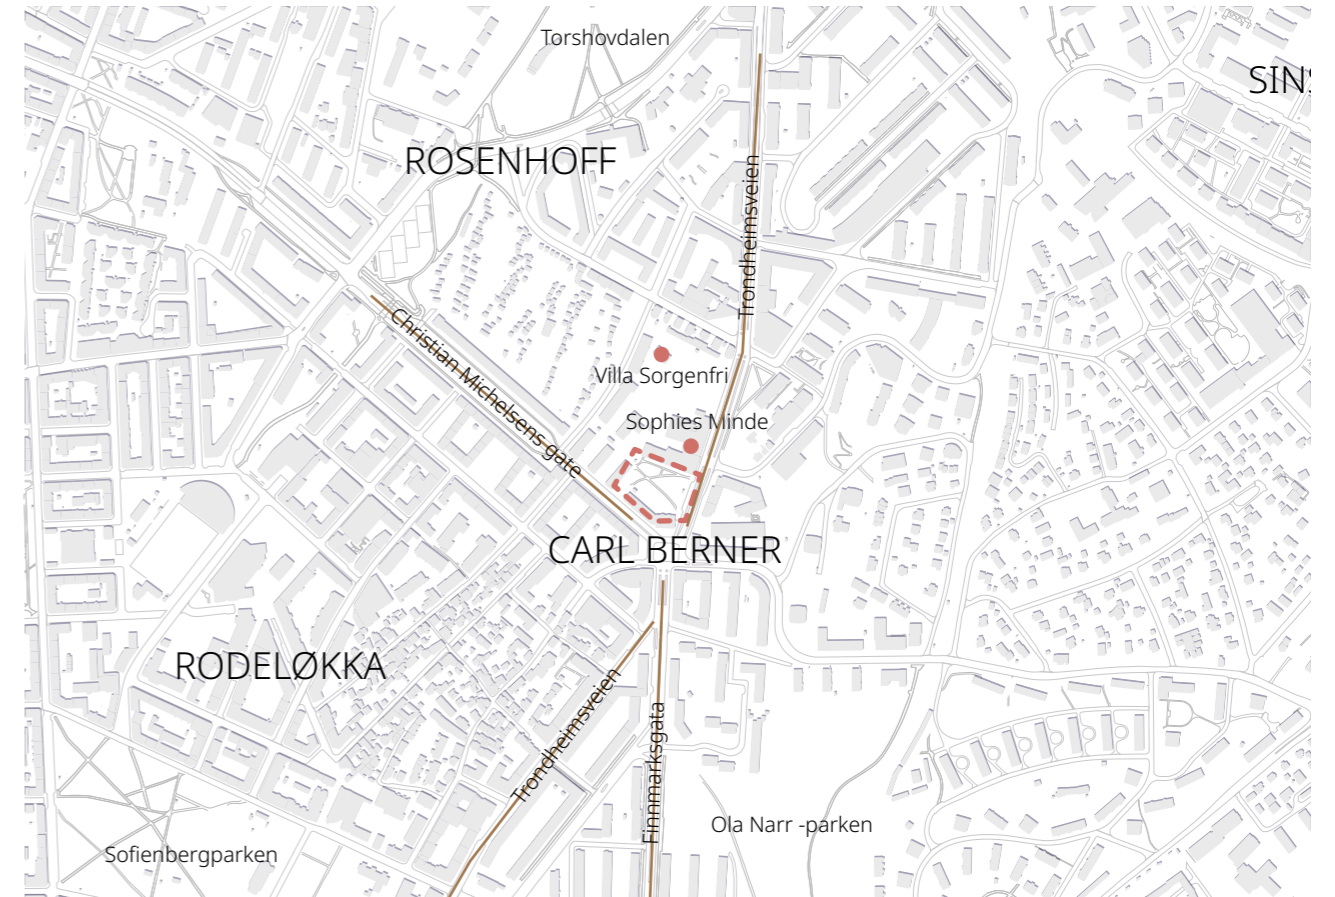 Torshovdalen
SINS
ROSENHOFF
Trondheimsveien
Christian Michelsens gate
Villa Sorgenfri
Sophies Minde
CARL BERNER
RODELØKKA
Trondheimsveien
Finnmarksgata
Ola Narr -parken
Sofienbergparken